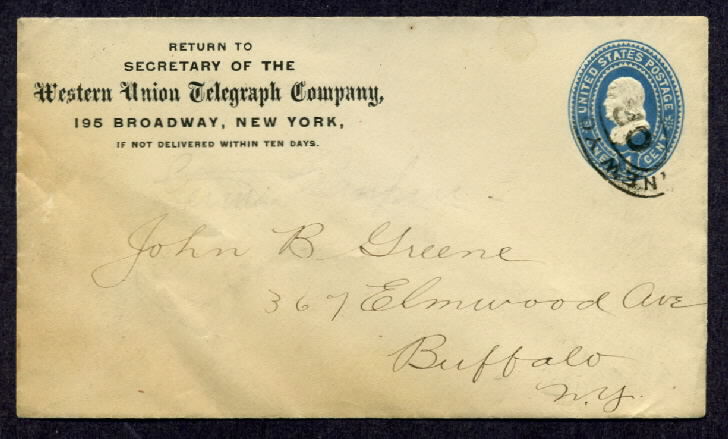 RETURN TO
SECRETARY OF THE
Western Union Telegraph Company,
195 BROADWAY, NEW YORK,
IF NOT DELIVERED WITHIN TEN DAYS.
UNITED STATES POSTAGE
CENT
NEW Y
John B Greene
367 Elmwood Ave
Buffalo
N.Y.